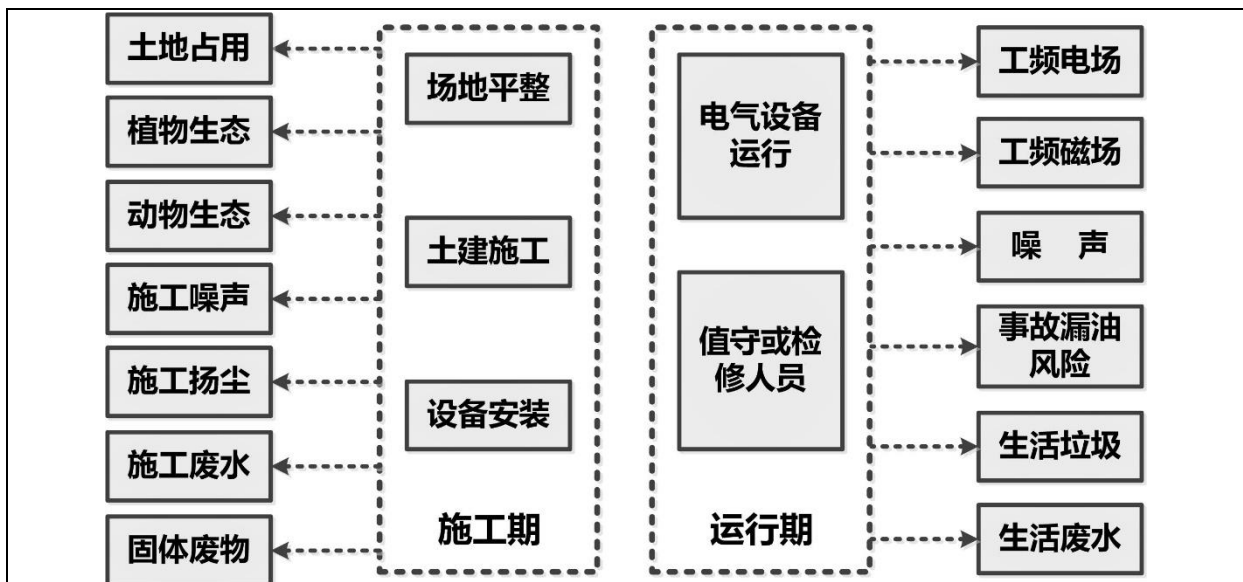 土地占用
植物生态
动物生态
施工噪声
施工扬尘
施工废水
固体废物
场地平整
土建施工
设备安装
施工期
电气设备
运行
值守或检
修人员
运行期
工频电场
工频磁场
噪 声
事故漏油
风险
生活垃圾
生活废水